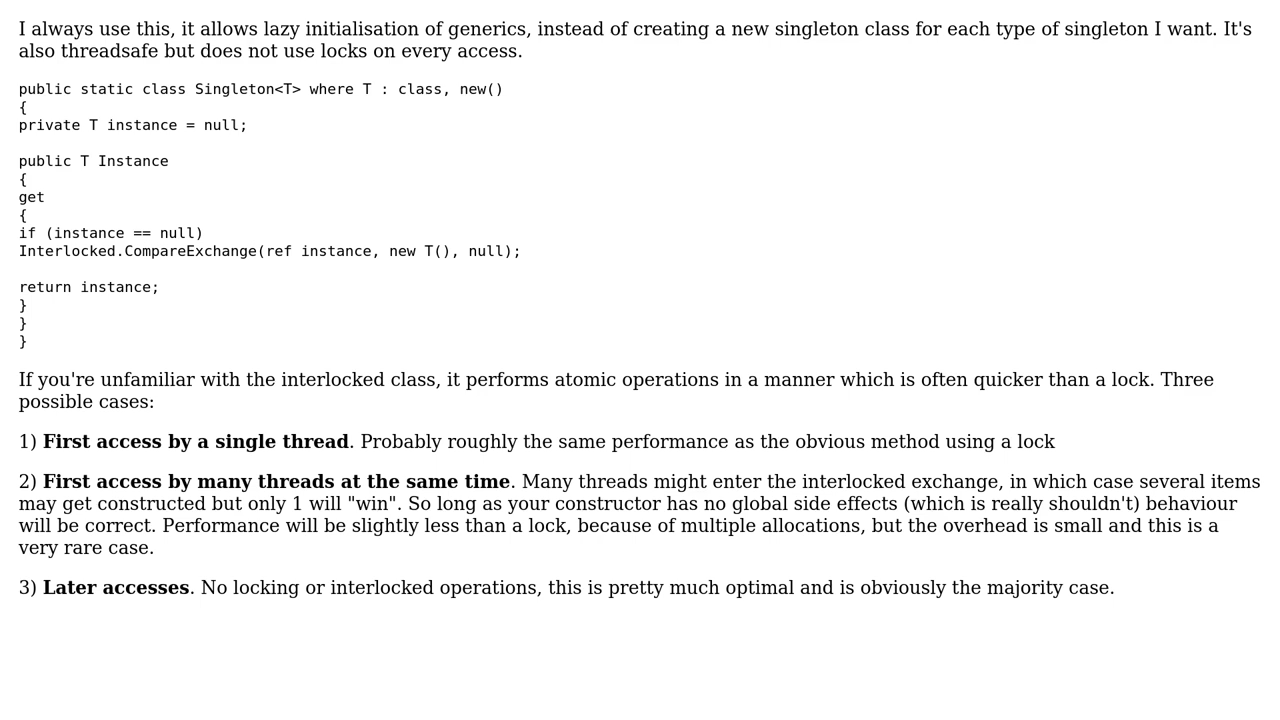 I always use this, it allows lazy initialisation of generics, instead of creating a new singleton class for each type of singleton I want. It's
also threadsafe but does not use locks on every access.
public static class Singleton<T> where T : class, new()
{
private T instance = null;
public T Instance
{
get
{
if (instance == null)
Interlocked.CompareExchange(ref instance, new T(), null);
return instance;
}
}
}
If you're unfamiliar with the interlocked class, it performs atomic operations in a manner which is often quicker than a lock. Three
possible cases:
1) First access by a single thread. Probably roughly the same performance as the obvious method using a lock
2) First access by many threads at the same time. Many threads might enter the interlocked exchange, in which case several items
may get constructed but only 1 will "win". So long as your constructor has no global side effects (which is really shouldn't) behaviour
will be correct. Performance will be slightly less than a lock, because of multiple allocations, but the overhead is small and this is a
very rare case.
3) Later accesses. No locking or interlocked operations, this is pretty much optimal and is obviously the majority case.